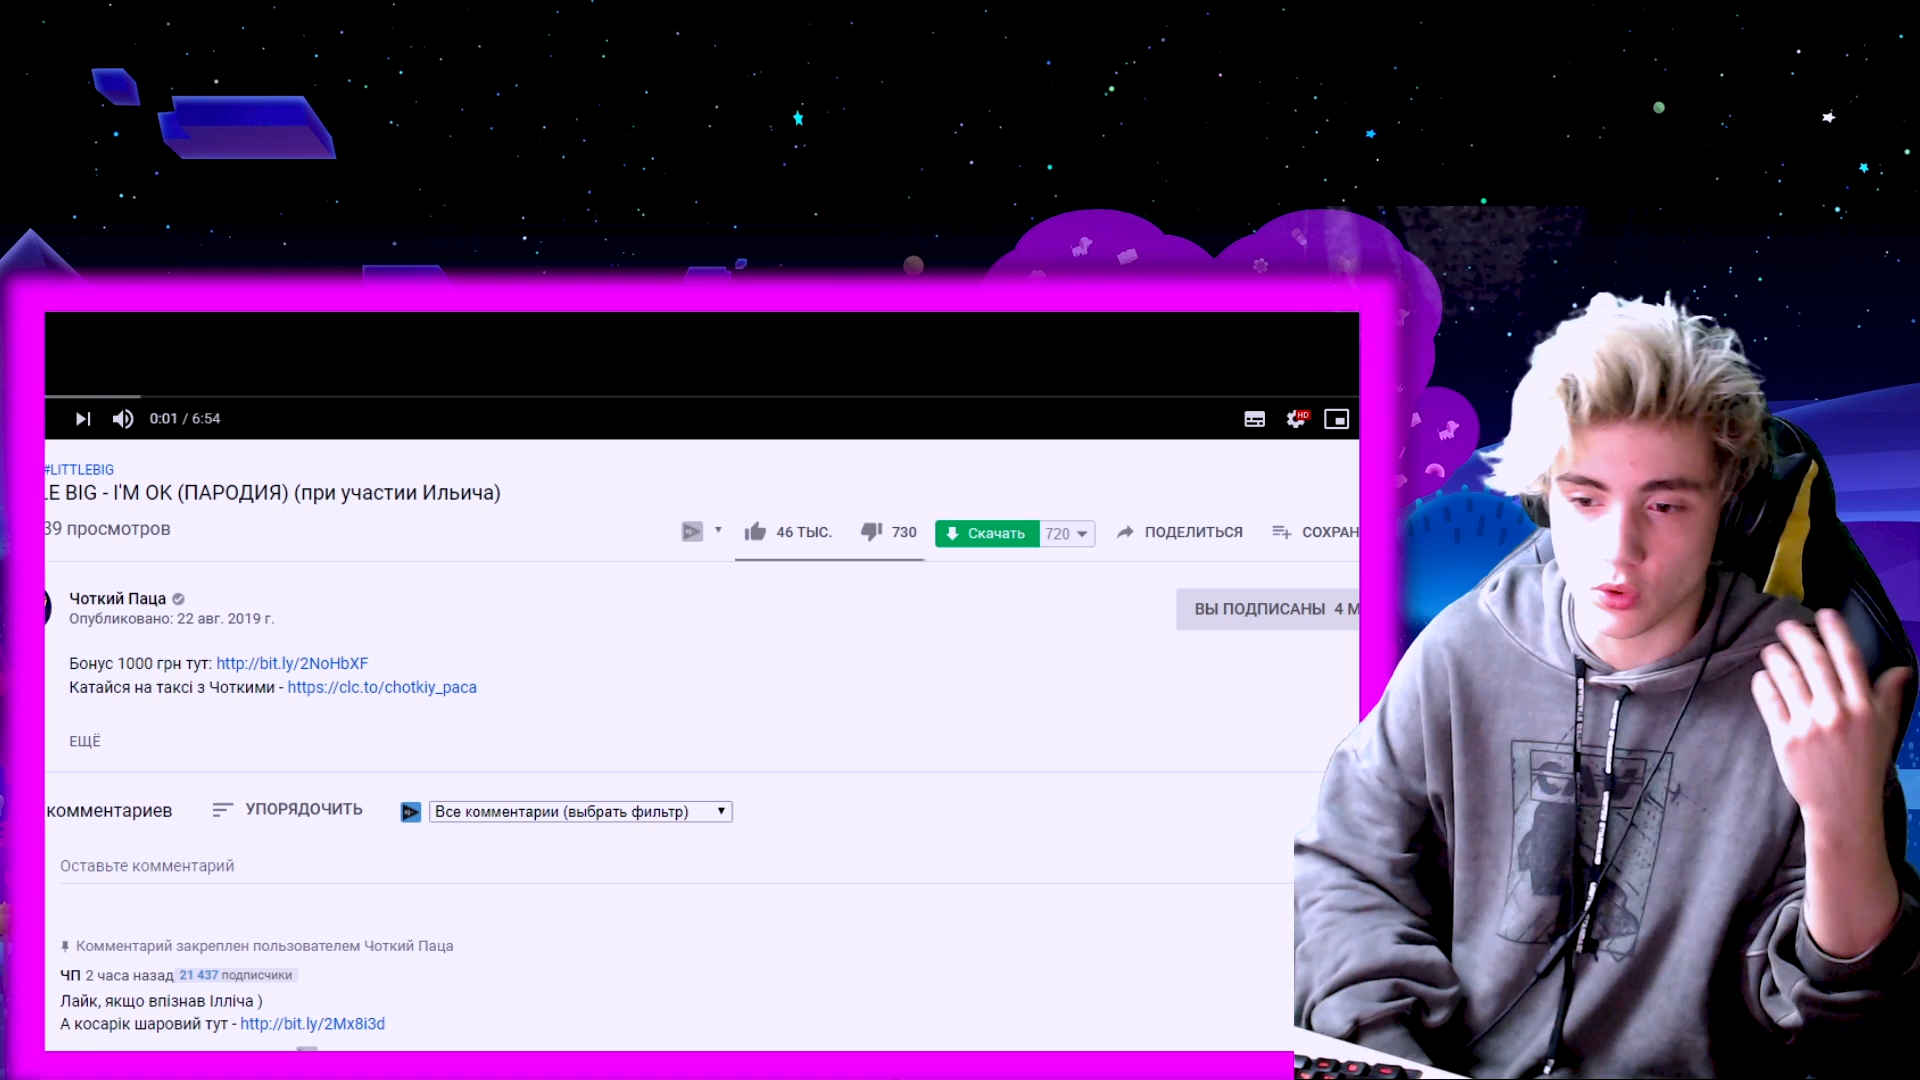 0:01 / 6:54
HD
#LITTLEBIG
LE BIG - I'M OK (ПАРОДИЯ) (при участии Ильича)
39 просмотров
46 ТЫС.
730
Скачать
720
ПОДЕЛИТЬСЯ
СОХРАН
Чоткий Паца
Опубликовано: 22 авг. 2019 г.
ВЫ ПОДПИСАНЫ 4 М
Бонус 1000 грн тут: http://bit.ly/2NoHbXF
Катайся на таксі з Чоткими - https://clc.to/chotkiy_paca
ЕЩЁ
комментариев
УПОРЯДОЧИТЬ
Все комментарии (выбрать фильтр)
Оставьте комментарий
Комментарий закреплен пользователем Чоткий Паца
ЧП 2 часа назад 21 437 подписчики
Лайк, якщо впізнав Ілліча )
А косарік шаровий тут - http://bit.ly/2Mx8i3d